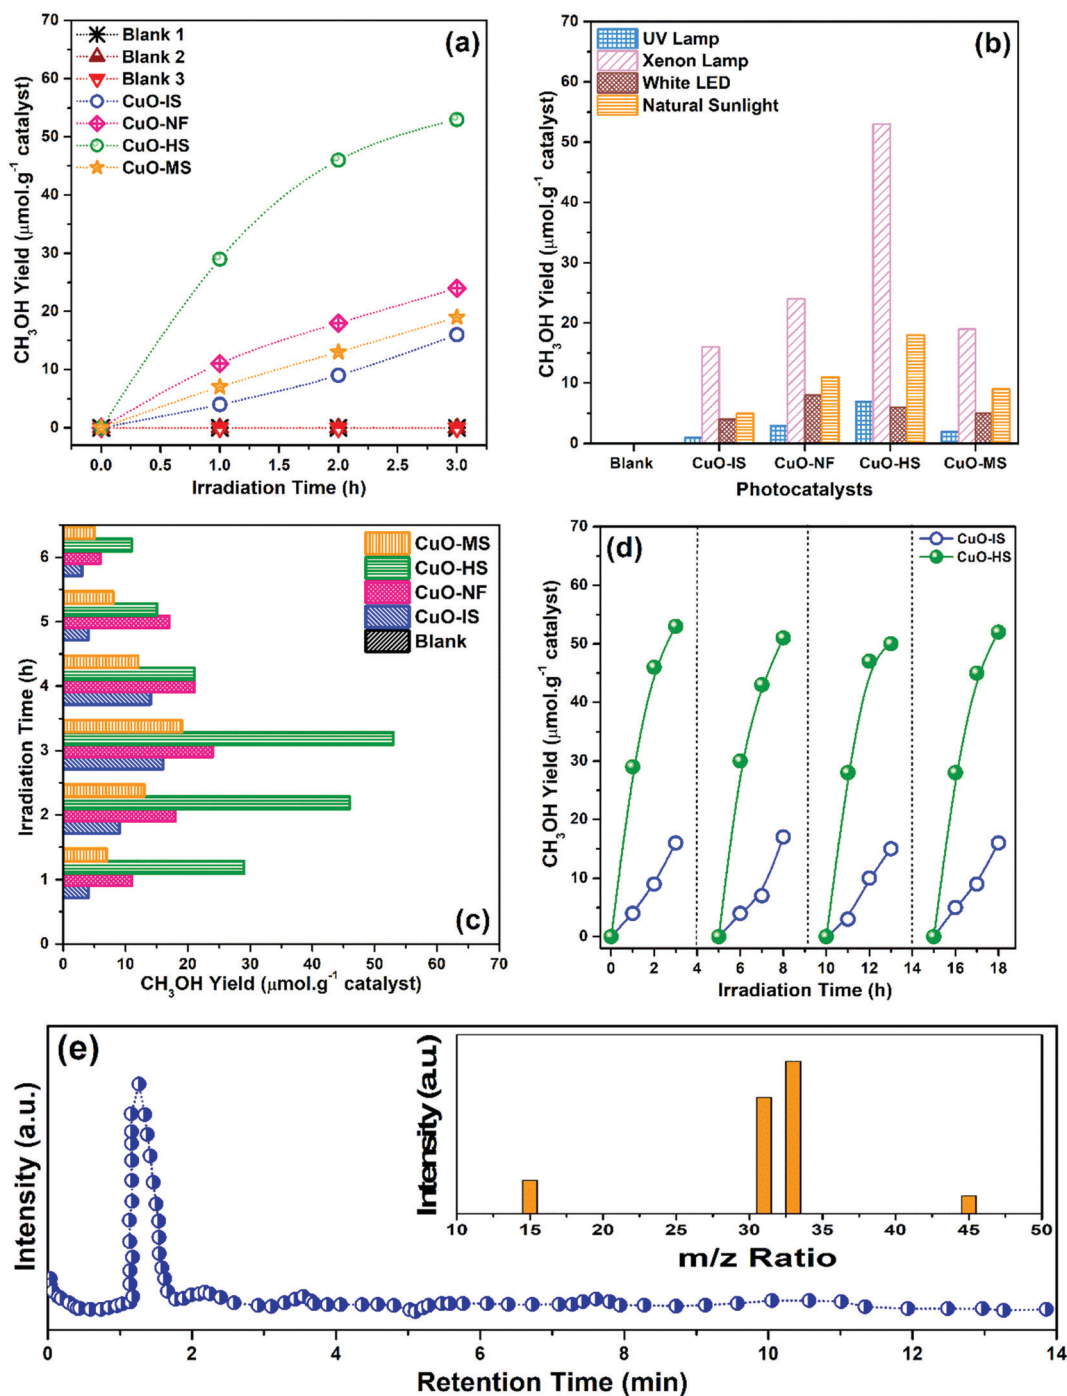 (a)
Blank 1
Blank 2
Blank 3
CuO-IS
CuO-NF
CuO-HS
CuO-MS
CH₃OH Yield (μmol.g⁻¹ catalyst)
70
60
50
40
30
20
10
0
0.0 0.5 1.0 1.5 2.0 2.5 3.0
Irradiation Time (h)
(b)
UV Lamp
Xenon Lamp
White LED
Natural Sunlight
CH₃OH Yield (μmol.g⁻¹ catalyst)
70
60
50
40
30
20
10
0
Blank CuO-IS CuO-NF CuO-HS CuO-MS
Photocatalysts
CuO-MS
CuO-HS
CuO-NF
CuO-IS
Blank
(c)
Irradiation Time (h)
6
5
4
3
2
1
0
0 10 20 30 40 50 60 70
CH₃OH Yield (μmol.g⁻¹ catalyst)
(d)
CuO-IS
CuO-HS
CH₃OH Yield (μmol.g⁻¹ catalyst)
70
60
50
40
30
20
10
0
0 2 4 6 8 10 12 14 16 18
Irradiation Time (h)
(e)
Intensity (a.u.)
Intensity (a.u.)
10 15 20 25 30 35 40 45 50
m/z Ratio
0 2 4 6 8 10 12 14
Retention Time (min)